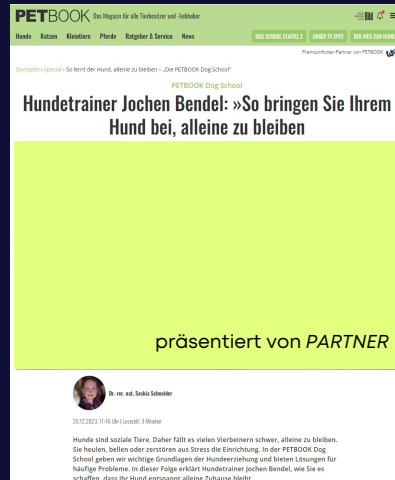 PETBOOK Das Magazin für alle Tierbesitzer und -liebhaber
Hunde Katzen Kleintiere Pferde Ratgeber & Service News
DOG SCHOOL STAFFEL 2 UNSER TV SPOT DER WEG ZUM HUND
Premiumfutter-Partner von PETBOOK
Startseite › Special › So lernt der Hund, alleine zu bleiben – „Die PETBOOK Dog School"
PETBOOK Dog School
Hundetrainer Jochen Bendel: »So bringen Sie Ihrem
Hund bei, alleine zu bleiben
präsentiert von PARTNER
Dr. rer. nat. Saskia Schneider
20.12.2023, 11:46 Uhr | Lesezeit: 3 Minuten
Hunde sind soziale Tiere. Daher fällt es vielen Vierbeinern schwer, alleine zu bleiben.
Sie heulen, bellen oder zerstören aus Stress die Einrichtung. In der PETBOOK Dog
School geben wir wichtige Grundlagen der Hundeerziehung und bieten Lösungen für
häufige Probleme. In dieser Folge erklärt Hundetrainer Jochen Bendel, wie Sie es
schaffen, dass Ihr Hund entspannt alleine Zuhause bleibt.